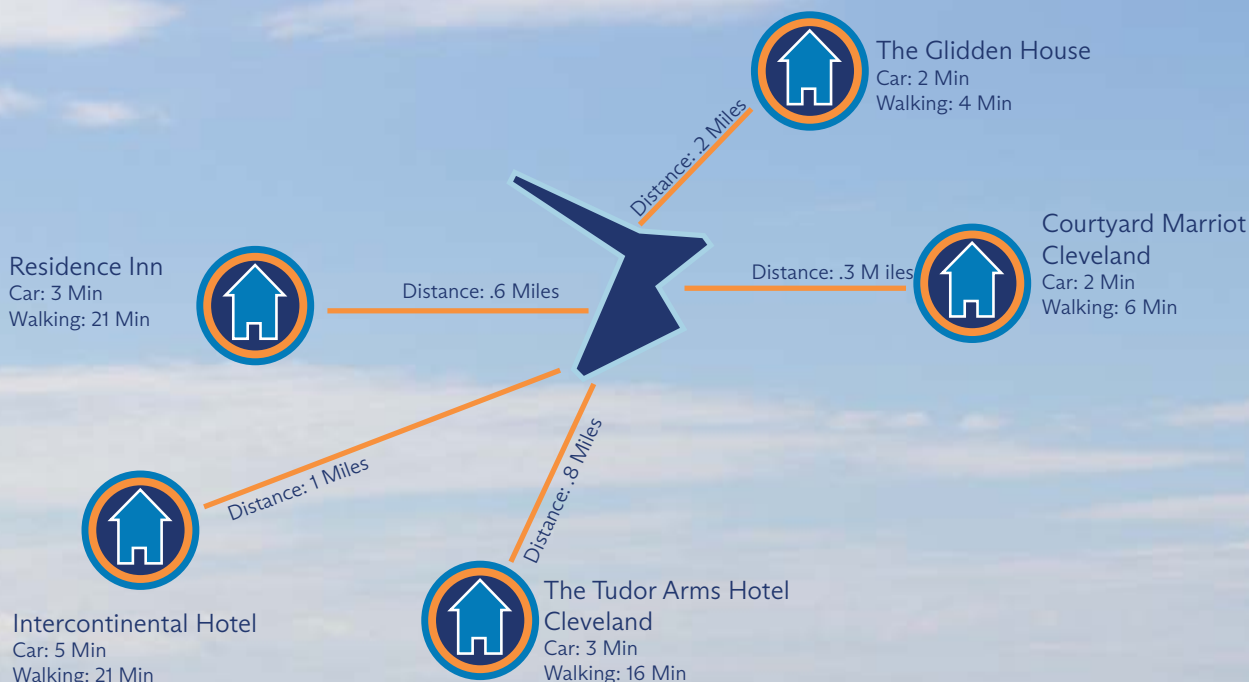 The Glidden House
Car: 2 Min
Walking: 4 Min
Distance: .2 Miles
Courtyard Marriot
Cleveland
Car: 2 Min
Walking: 6 Min
Distance: .3 M iles
Residence Inn
Car: 3 Min
Walking: 21 Min
Distance: .6 Miles
Distance: 1 Miles
Intercontinental Hotel
Car: 5 Min
Walking: 21 Min
Distance: .8 Miles
The Tudor Arms Hotel
Cleveland
Car: 3 Min
Walking: 16 Min